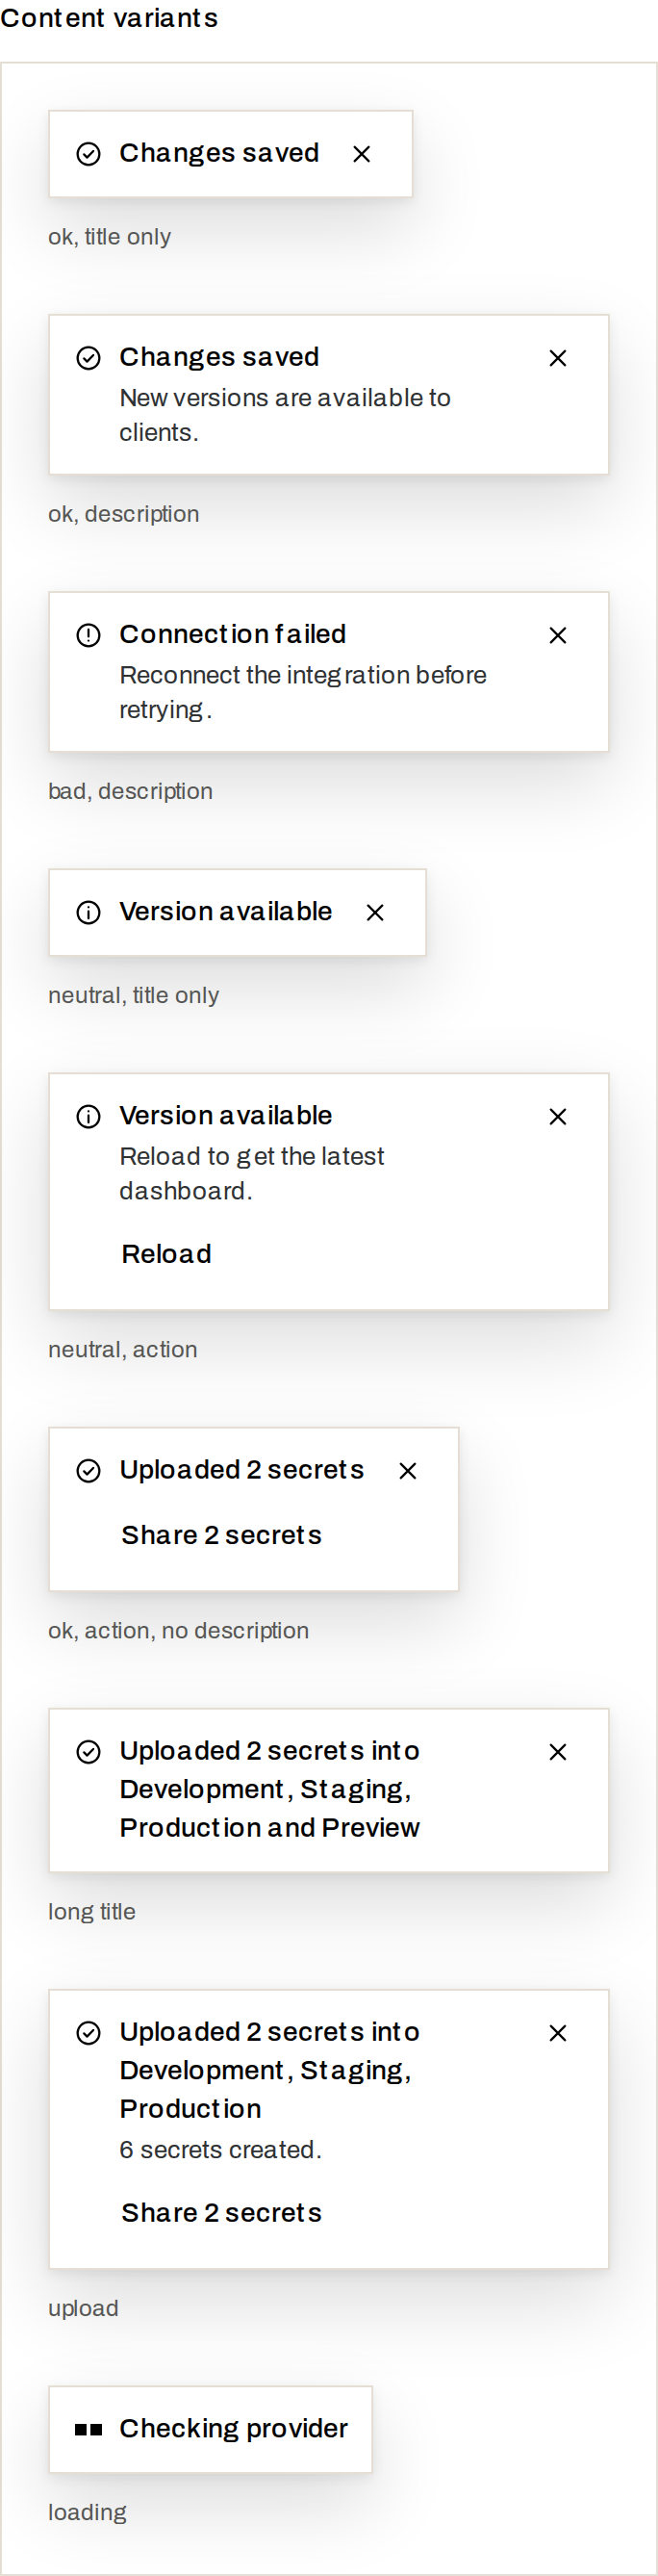 Content variants
Changes saved
ok, title only
Changes saved
New versions are available to
clients.
ok, description
Connection failed
Reconnect the integration before
retrying.
bad, description
Version available
neutral, title only
Version available
Reload to get the latest
dashboard.
Reload
neutral, action
Uploaded 2 secrets
Share 2 secrets
ok, action, no description
Uploaded 2 secrets into
Development, Staging,
Production and Preview
long title
Uploaded 2 secrets into
Development, Staging,
Production
6 secrets created.
Share 2 secrets
upload
Checking provider
loading